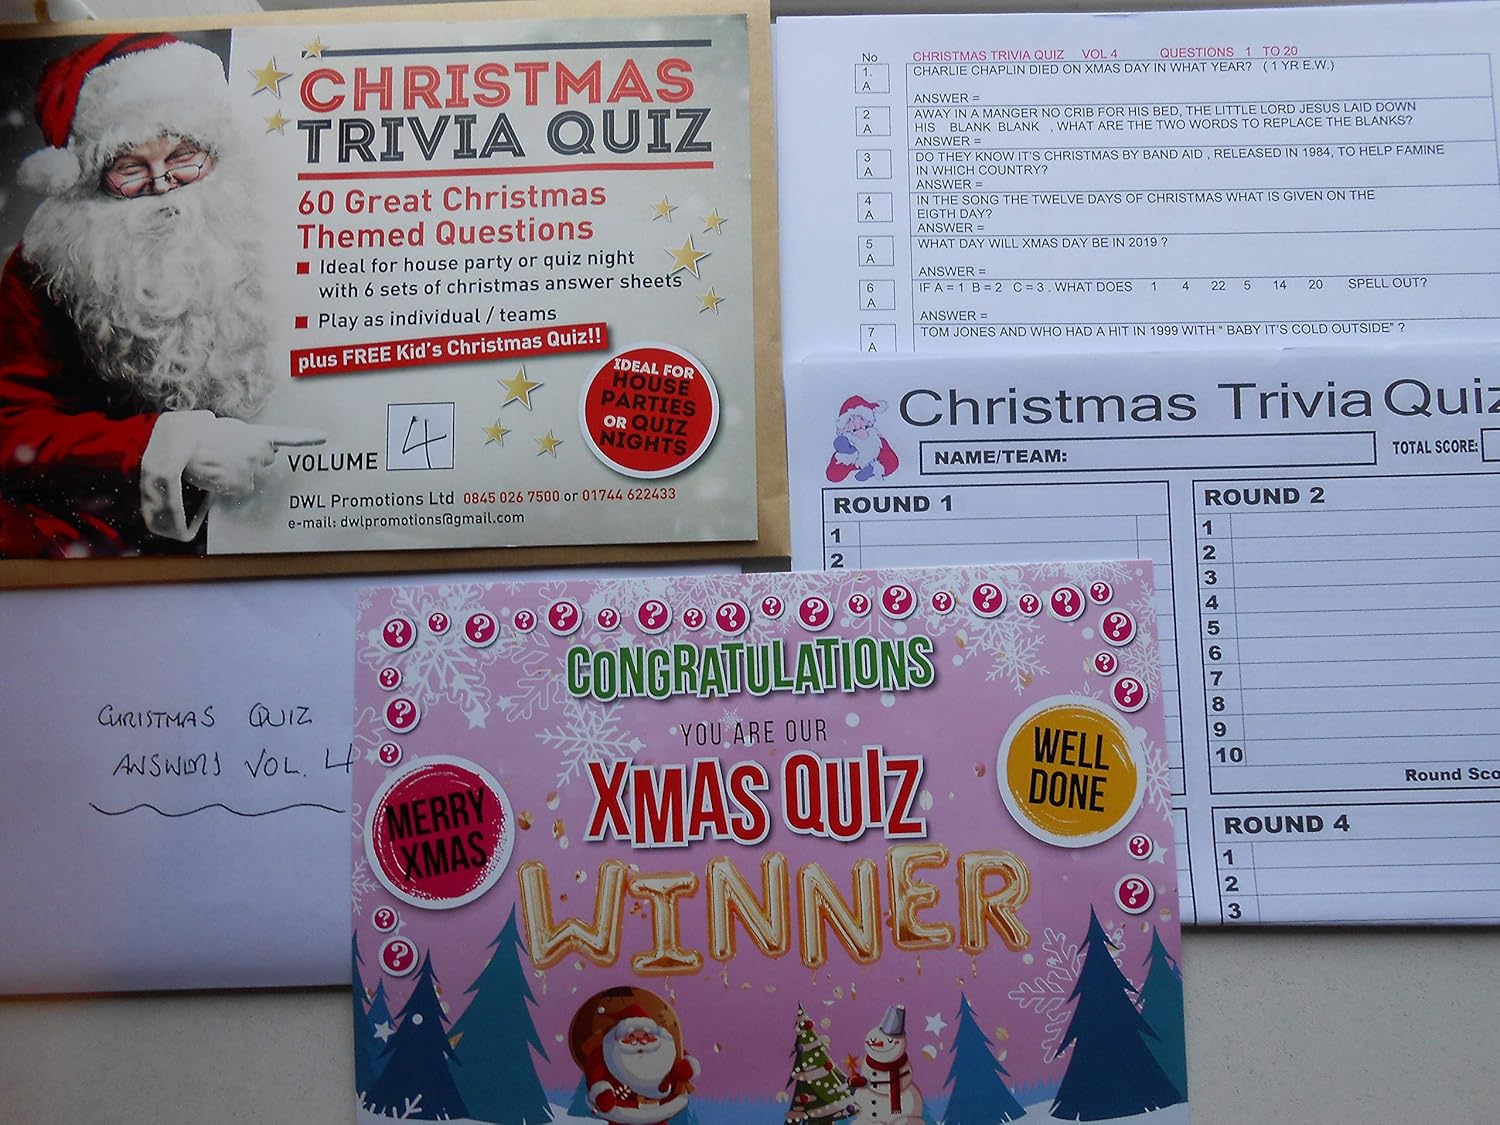 CHRISTMAS
TRIVIA QUIZ
60 Great Christmas
Themed Questions
Ideal for house party or quiz night
with 6 sets of christmas answer sheets
Play as individual / teams
plus FREE Kid's Christmas Quiz!!
IDEAL FOR
HOUSE
PARTIES
OR QUIZ
NIGHTS
VOLUME 4
DWL Promotions Ltd 0845 026 7500 or 01744 622433
e-mail: dwlpromotions@gmail.com
No CHRISTMAS TRIVIA QUIZ VOL 4 QUESTIONS 1 TO 20
1. CHARLIE CHAPLIN DIED ON XMAS DAY IN WHAT YEAR? ( 1 YR E.W.)
A
ANSWER =
2 AWAY IN A MANGER NO CRIB FOR HIS BED, THE LITTLE LORD JESUS LAID DOWN
A HIS BLANK BLANK , WHAT ARE THE TWO WORDS TO REPLACE THE BLANKS?
ANSWER =
3 DO THEY KNOW IT'S CHRISTMAS BY BAND AID , RELEASED IN 1984, TO HELP FAMINE
A IN WHICH COUNTRY?
ANSWER =
4 IN THE SONG THE TWELVE DAYS OF CHRISTMAS WHAT IS GIVEN ON THE
A EIGTH DAY?
ANSWER =
5 WHAT DAY WILL XMAS DAY BE IN 2019 ?
A
ANSWER =
6 IF A = 1 B = 2 C = 3 . WHAT DOES 1 4 22 5 14 20 SPELL OUT?
A
ANSWER =
7 TOM JONES AND WHO HAD A HIT IN 1999 WITH " BABY IT'S COLD OUTSIDE" ?
A
Christmas Trivia Quiz
NAME/TEAM:
TOTAL SCORE:
ROUND 1
1
2
ROUND 2
1
2
3
4
5
6
7
8
9
10
Round Sco
ROUND 4
1
2
3
CHRISTMAS QUIZ
ANSWERS VOL. 4
CONGRATULATIONS
YOU ARE OUR
XMAS QUIZ
WINNER
MERRY
XMAS
WELL
DONE